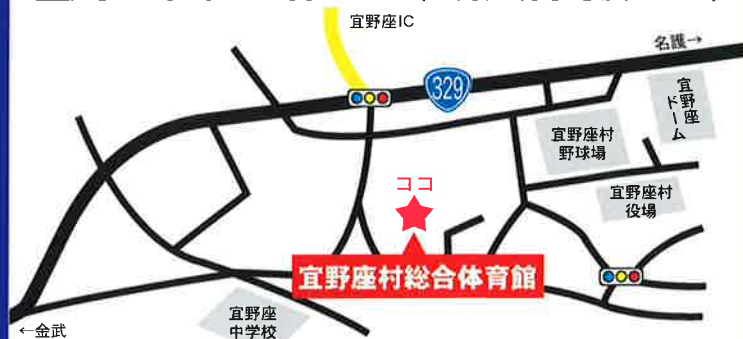 宜野座IC
名護→
329
宜野座
ドーム
宜野座村
野球場
ココ
宜野座村
役場
宜野座村総合体育館
宜野座
中学校
←金武